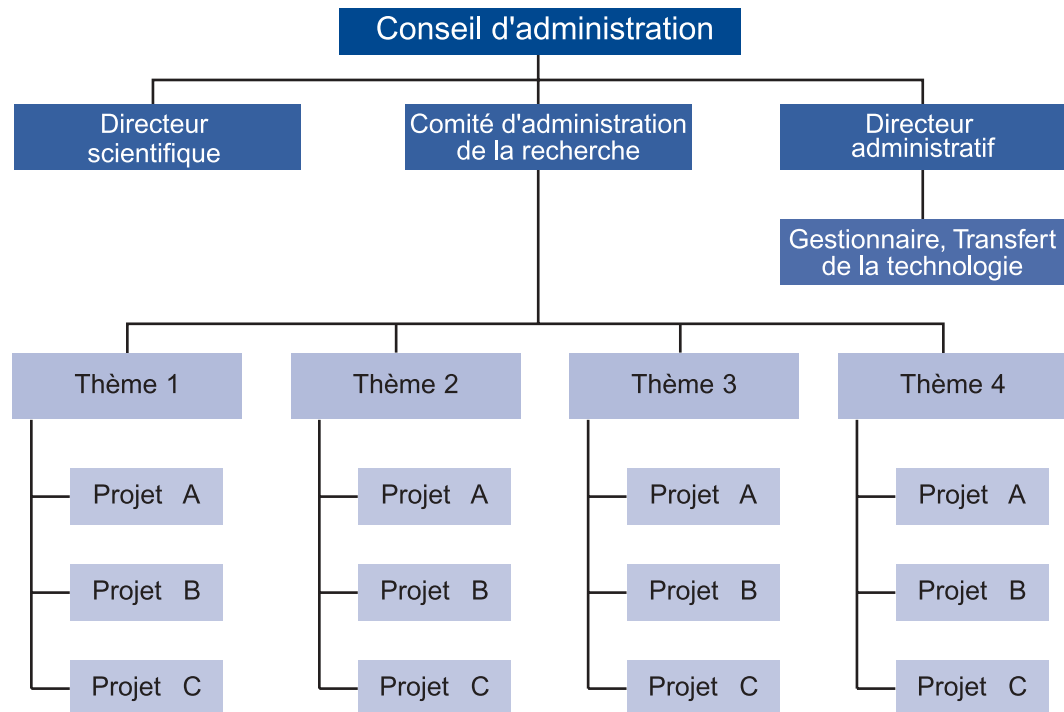 Conseil d'administration
Directeur
scientifique
Comité d'administration
de la recherche
Directeur
administratif
Gestionnaire, Transfert
de la technologie
Thème 1
Thème 2
Thème 3
Thème 4
Projet A
Projet A
Projet A
Projet A
Projet B
Projet B
Projet B
Projet B
Projet C
Projet C
Projet C
Projet C